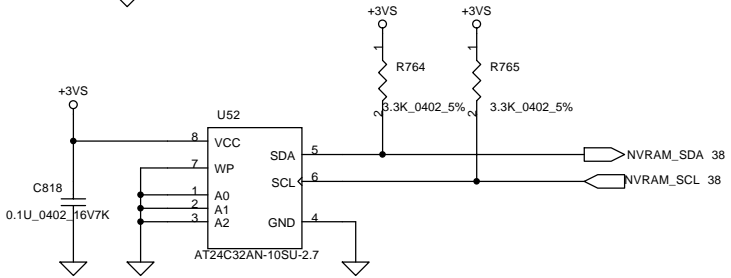 +3VS
+3VS
1
1
R764
R765
+3VS
3.3K_0402_5%
3.3K_0402_5%
2
2
U52
8
VCC
5
SDA
NVRAM_SDA 38
7
WP
6
SCL
NVRAM_SCL 38
C818
1
A0
0.1U_0402_16V7K
2
A1
3
A2
GND
4
AT24C32AN-10SU-2.7